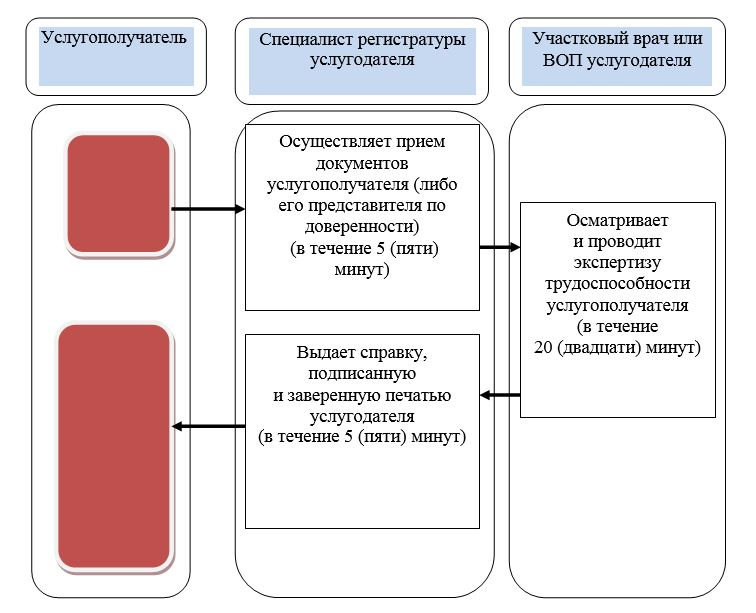 Услугополучатель
Специалист регистратуры
услугодателя
Участковый врач или
ВОП услугодателя
Осуществляет прием
документов
услугополучателя (либо
его представителя по
доверенности)
(в течение 5 (пяти)
минут)
Осматривает
и проводит
экспертизу
трудоспособности
услугополучателя
(в течение
20 (двадцати) минут)
Выдает справку,
подписанную
и заверенную печатью
услугодателя
(в течение 5 (пяти) минут)